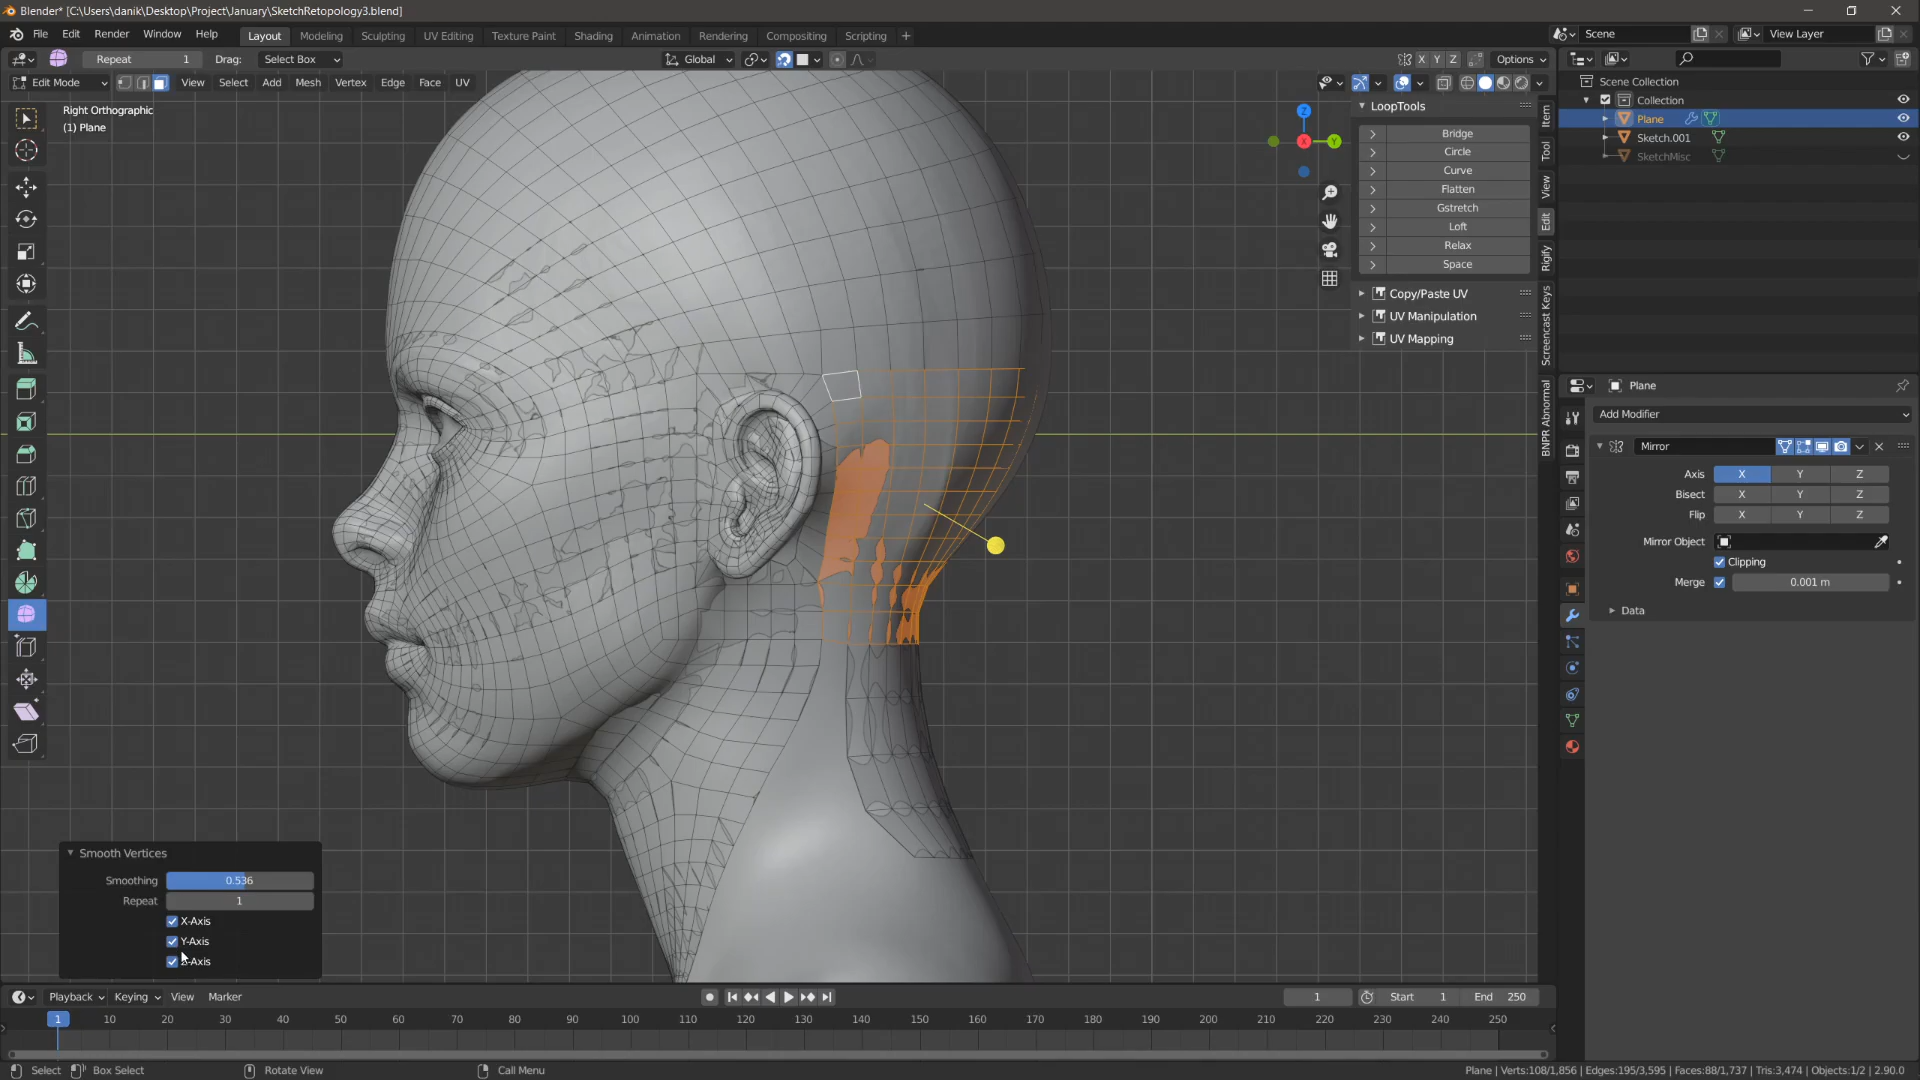 Blender* [C:\Users\danik\Desktop\Project\January\SketchRetopology3.blend]
File Edit Render Window Help Layout Modeling Sculpting UV Editing Texture Paint Shading Animation Rendering Compositing Scripting + Scene View Layer
Repeat 1 Drag: Select Box Global X Y Z Options
Edit Mode View Select Add Mesh Vertex Edge Face UV
Right Orthographic
(1) Plane
Z
Y
X
LoopTools
Bridge
Circle
Curve
Flatten
Gstretch
Loft
Relax
Space
Copy/Paste UV
UV Manipulation
UV Mapping
Item
Tool
View
Edit
Rigify
Screencast Keys
BNPR Abnormal
Scene Collection
Collection
Plane
Sketch.001
SketchMisc
Plane
Add Modifier
Mirror
Axis X Y Z
Bisect X Y Z
Flip X Y Z
Mirror Object
Clipping
Merge 0.001 m
Data
Smooth Vertices
Smoothing 0.536
Repeat 1
X-Axis
Y-Axis
Z-Axis
Playback Keying View Marker 1 Start 1 End 250
1 10 20 30 40 50 60 70 80 90 100 110 120 130 140 150 160 170 180 190 200 210 220 230 240 250
Select Box Select Rotate View Call Menu Plane | Verts:108/1,856 | Edges:195/3,595 | Faces:88/1,737 | Tris:3,474 | Objects:1/2 | 2.90.0